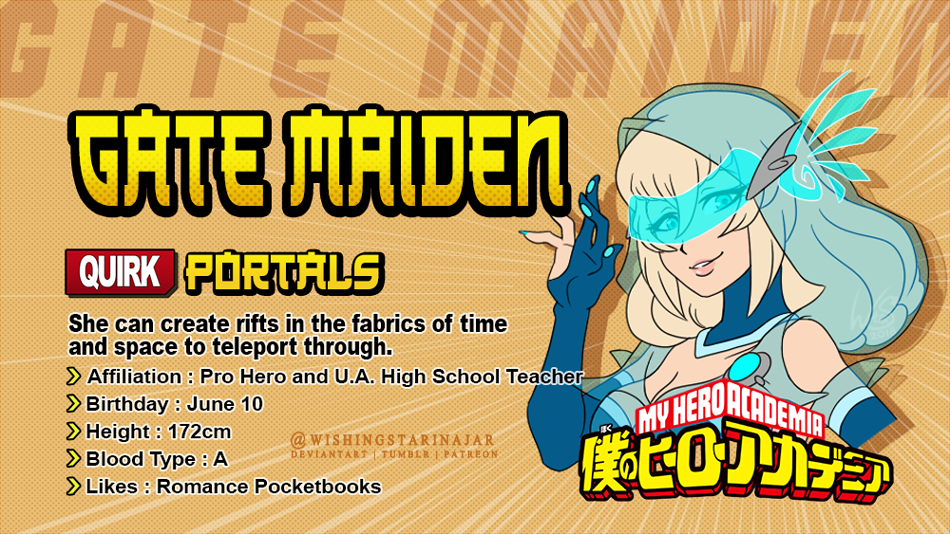 GATE MAIDEN
GATE MAIDEN
QUIRK PORTALS
She can create rifts in the fabrics of time
and space to teleport through.
Affiliation : Pro Hero and U.A. High School Teacher
Birthday : June 10
Height : 172cm
Blood Type : A
Likes : Romance Pocketbooks
@WISHINGSTARINAJAR
DEVIANTART | TUMBLR | PATREON
MY HERO ACADEMIA
ぼく
僕のヒーローアカデミア